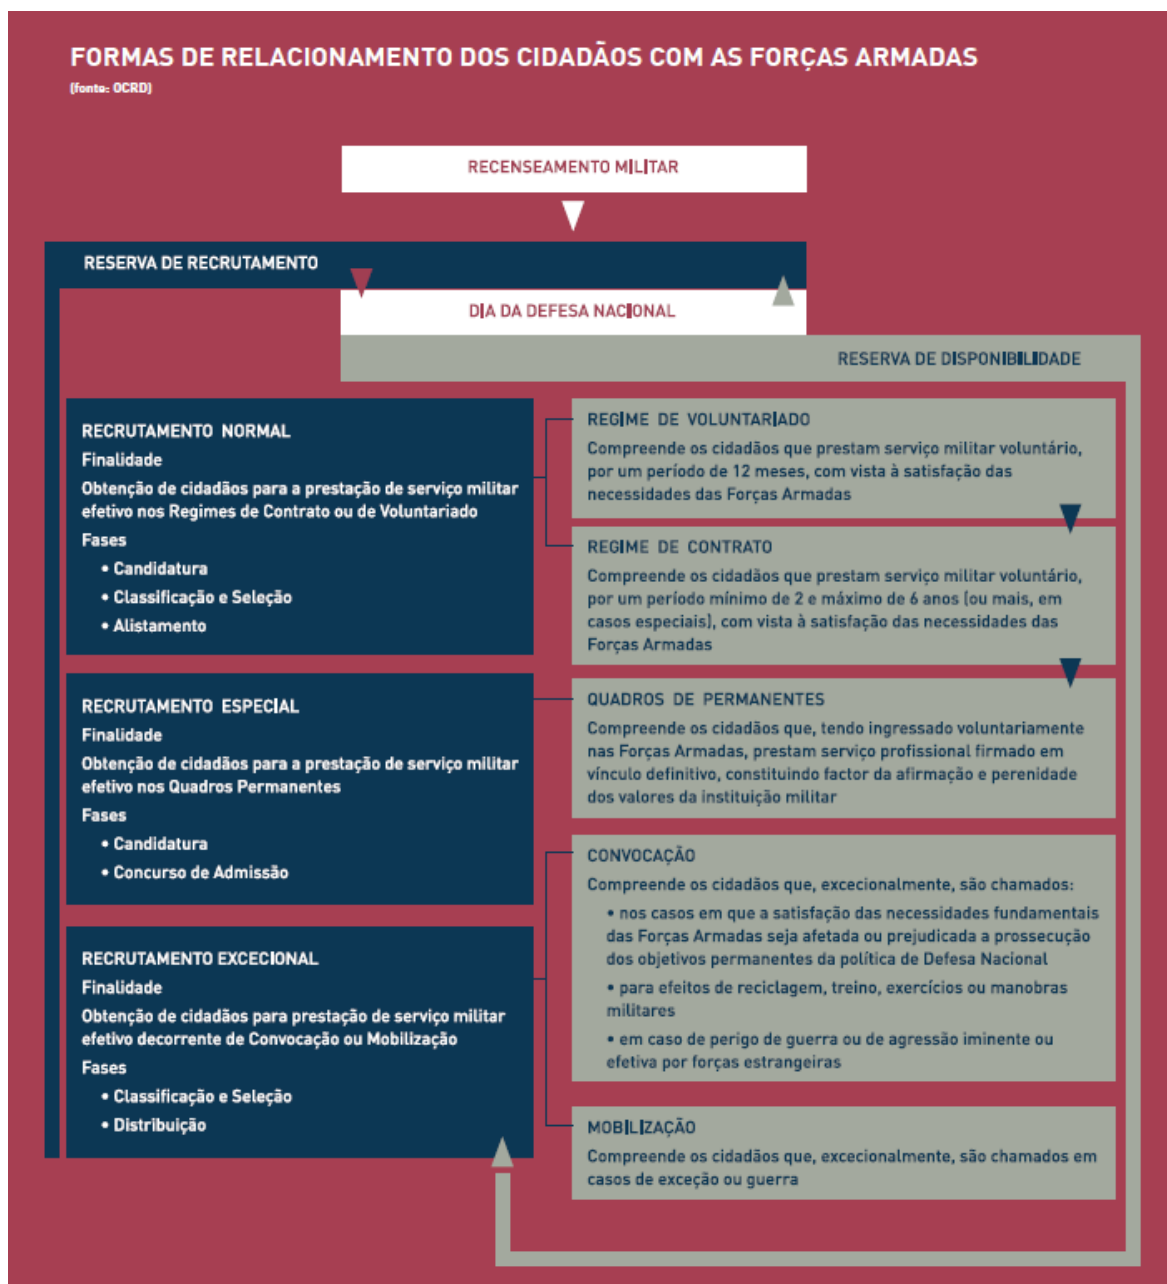 FORMAS DE RELACIONAMENTO DOS CIDADÃOS COM AS FORÇAS ARMADAS
(fonte: OCRD)
RECENSEAMENTO MILITAR
RESERVA DE RECRUTAMENTO
DIA DA DEFESA NACIONAL
RESERVA DE DISPONIBILIDADE
RECRUTAMENTO NORMAL
Finalidade
Obtenção de cidadãos para a prestação de serviço militar
efetivo nos Regimes de Contrato ou de Voluntariado
Fases
• Candidatura
• Classificação e Seleção
• Alistamento
REGIME DE VOLUNTARIADO
Compreende os cidadãos que prestam serviço militar voluntário,
por um período de 12 meses, com vista à satisfação das
necessidades das Forças Armadas
REGIME DE CONTRATO
Compreende os cidadãos que prestam serviço militar voluntário,
por um período mínimo de 2 e máximo de 6 anos (ou mais, em
casos especiais), com vista à satisfação das necessidades das
Forças Armadas
RECRUTAMENTO ESPECIAL
Finalidade
Obtenção de cidadãos para a prestação de serviço militar
efetivo nos Quadros Permanentes
Fases
• Candidatura
• Concurso de Admissão
QUADROS DE PERMANENTES
Compreende os cidadãos que, tendo ingressado voluntariamente
nas Forças Armadas, prestam serviço profissional firmado em
vínculo definitivo, constituindo factor da afirmação e perenidade
dos valores da instituição militar
RECRUTAMENTO EXCECIONAL
Finalidade
Obtenção de cidadãos para prestação de serviço militar
efetivo decorrente de Convocação ou Mobilização
Fases
• Classificação e Seleção
• Distribuição
CONVOCAÇÃO
Compreende os cidadãos que, excecionalmente, são chamados:
• nos casos em que a satisfação das necessidades fundamentais
das Forças Armadas seja afetada ou prejudicada a prossecução
dos objetivos permanentes da política de Defesa Nacional
• para efeitos de reciclagem, treino, exercícios ou manobras
militares
• em caso de perigo de guerra ou de agressão iminente ou
efetiva por forças estrangeiras
MOBILIZAÇÃO
Compreende os cidadãos que, excecionalmente, são chamados em
casos de exceção ou guerra